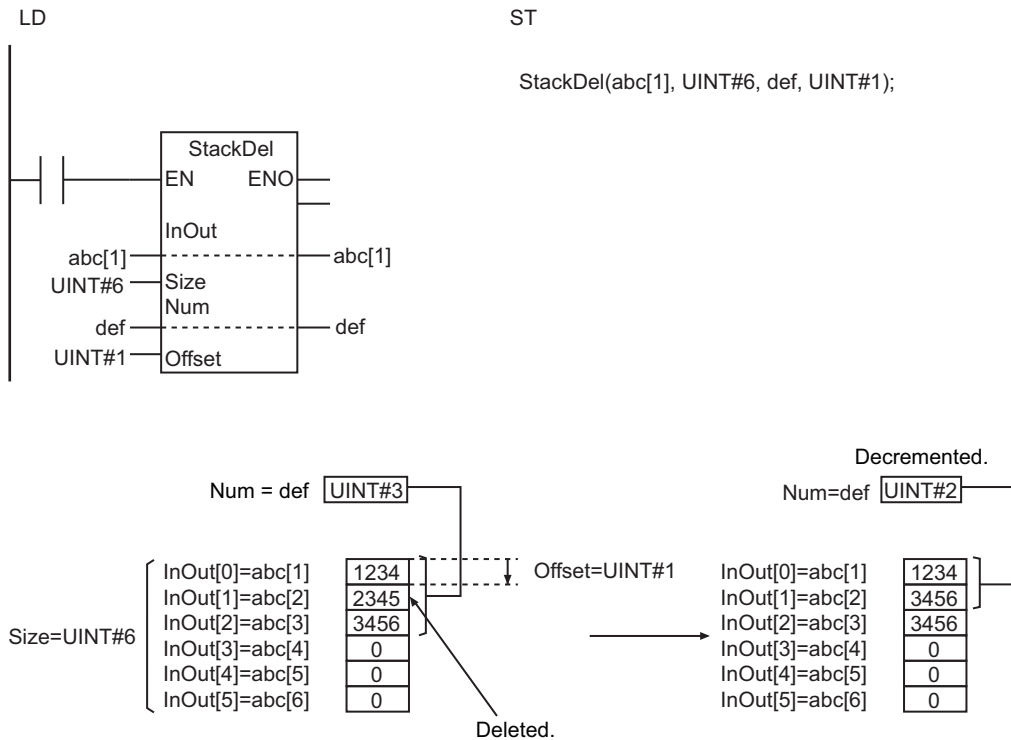 LD
ST
StackDel(abc[1], UINT#6, def, UINT#1);
StackDel
EN ENO
InOut
abc[1] abc[1]
UINT#6 Size
Num
def def
UINT#1 Offset
Decremented.
Num = def UINT#3
Num=def UINT#2
Size=UINT#6
InOut[0]=abc[1] 1234
InOut[1]=abc[2] 2345
InOut[2]=abc[3] 3456
InOut[3]=abc[4] 0
InOut[4]=abc[5] 0
InOut[5]=abc[6] 0
Offset=UINT#1
Deleted.
InOut[0]=abc[1] 1234
InOut[1]=abc[2] 3456
InOut[2]=abc[3] 3456
InOut[3]=abc[4] 0
InOut[4]=abc[5] 0
InOut[5]=abc[6] 0